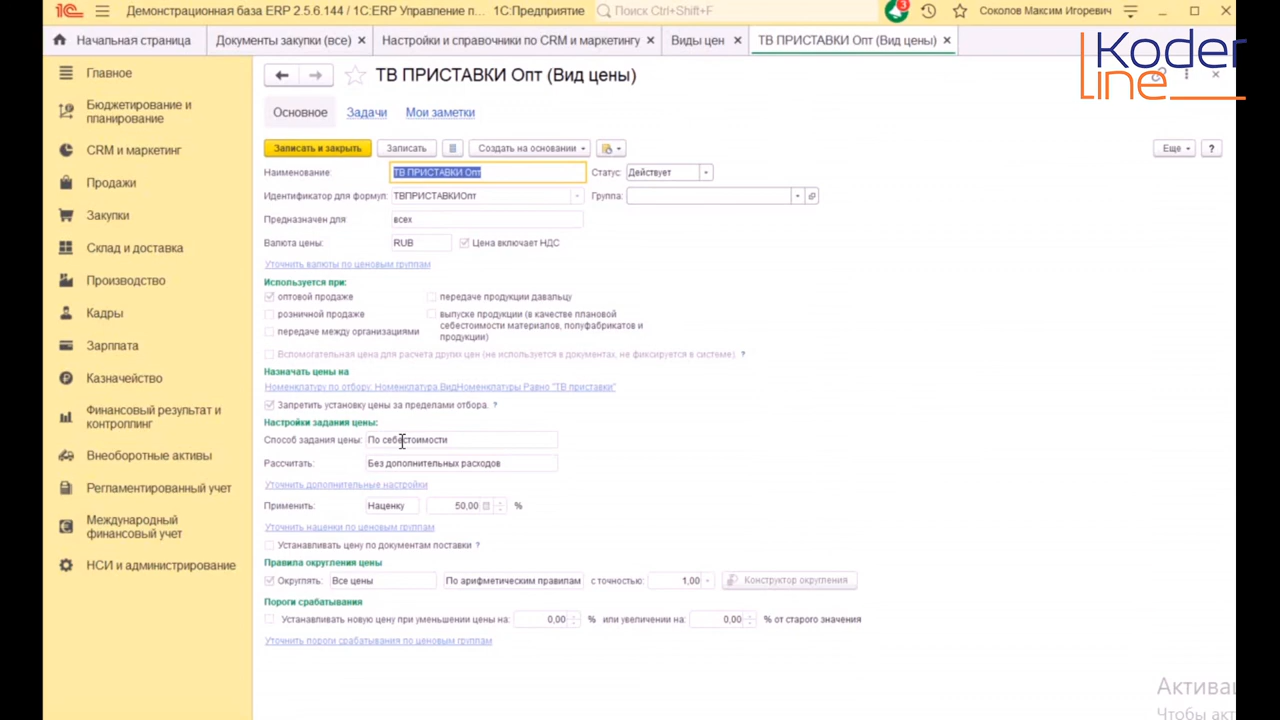 Демонстрационная база ERP 2.5.6.144 / 1С:ERP Управление п... 1С:Предприятие Поиск Ctrl+Shift+F 3 Соколов Максим Игоревич
Начальная страница Документы закупки (все) Настройки и справочники по CRM и маркетингу Виды цен ТВ ПРИСТАВКИ Опт (Вид цены)
Koder
line
Главное
Бюджетирование и
планирование
CRM и маркетинг
Продажи
Закупки
Склад и доставка
Производство
Кадры
Зарплата
Казначейство
Финансовый результат и
контроллинг
Внеоборотные активы
Регламентированный учет
Международный
финансовый учет
НСИ и администрирование
ТВ ПРИСТАВКИ Опт (Вид цены)
Основное Задачи Мои заметки
Записать и закрыть Записать Создать на основании Еще ?
Наименование: ТВ ПРИСТАВКИ Опт Статус: Действует
Идентификатор для формул: ТВПРИСТАВКИОпт Группа:
Предназначен для всех
Валюта цены: RUB Цена включает НДС
Уточнить валюты по ценовым группам
Используется при:
оптовой продаже передаче продукции давальцу
розничной продаже выпуске продукции (в качестве плановой
себестоимости материалов, полуфабрикатов и
передаче между организациями
продукции)
Вспомогательная цена для расчета других цен (не используется в документах, не фиксируется в системе). ?
Назначать цены на
Номенклатуру по отбору: Номенклатура.ВидНоменклатуры Равно "ТВ приставки"
Запретить установку цены за пределами отбора. ?
Настройки задания цены:
Способ задания цены: По себестоимости
Рассчитать: Без дополнительных расходов
Уточнить дополнительные настройки
Применить: Наценку 50,00 %
Уточнить наценки по ценовым группам
Устанавливать цену по документам поставки ?
Правила округления цены
Округлять: Все цены По арифметическим правилам с точностью: 1,00 Конструктор округления
Пороги срабатывания
Устанавливать новую цену при уменьшении цены на: 0,00 % или увеличении на: 0,00 % от старого значения
Уточнить пороги срабатывания по ценовым группам